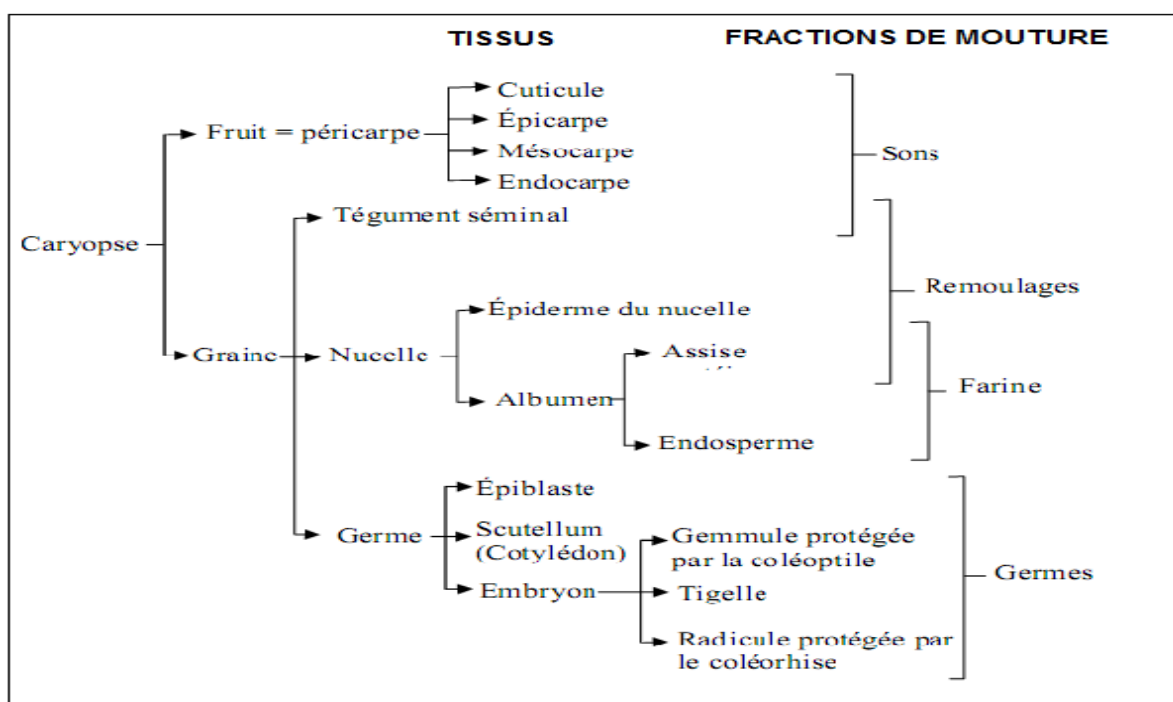 TISSUS
FRACTIONS DE MOUTURE
Cuticule
Fruit = péricarpe
Épicarpe
Mésocarpe
Endocarpe
Sons
Tégument séminal
Caryopse
Remoulages
Épiderme du nucelle
Graine
Nucelle
Assise
Albumen
Farine
Endosperme
Épiblaste
Germe
Scutellum
(Cotylédon)
Gemmule protégée
par la coléoptile
Germes
Embryon
Tigelle
Radicule protégée par
le coléorhise